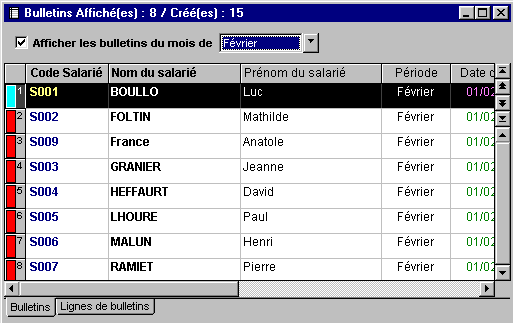 Bulletins Affiché(es) : 8 / Créé(es) : 15
Afficher les bulletins du mois de Février
Code Salarié Nom du salarié Prénom du salarié Période Date d
1 S001 BOULLO Luc Février 01/02
2 S002 FOLTIN Mathilde Février 01/02
3 S009 France Anatole Février 01/02
4 S003 GRANIER Jeanne Février 01/02
5 S004 HEFFAURT David Février 01/02
6 S005 LHOURE Paul Février 01/02
7 S006 MALUN Henri Février 01/02
8 S007 RAMIET Pierre Février 01/02
Bulletins Lignes de bulletins